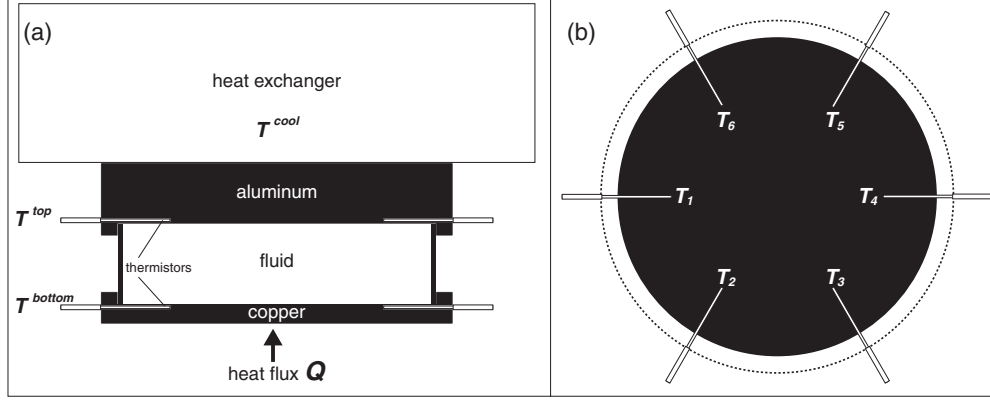 (a)
heat exchanger
T cool
aluminum
T top
thermistors
fluid
T bottom
copper
heat flux Q
(b)
T6
T5
T1
T4
T2
T3